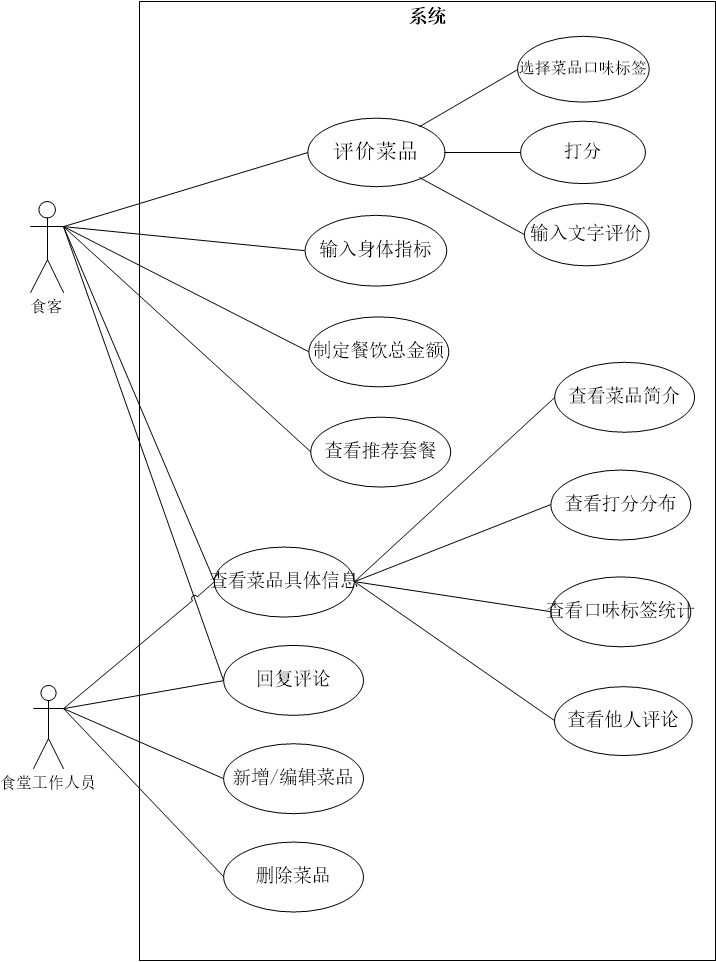 系统
选择菜品口味标签
评价菜品
打分
输入文字评价
输入身体指标
食客
制定餐饮总金额
查看推荐套餐
查看菜品简介
查看打分分布
查看菜品具体信息
查看口味标签统计
回复评论
查看他人评论
食堂工作人员
新增/编辑菜品
删除菜品